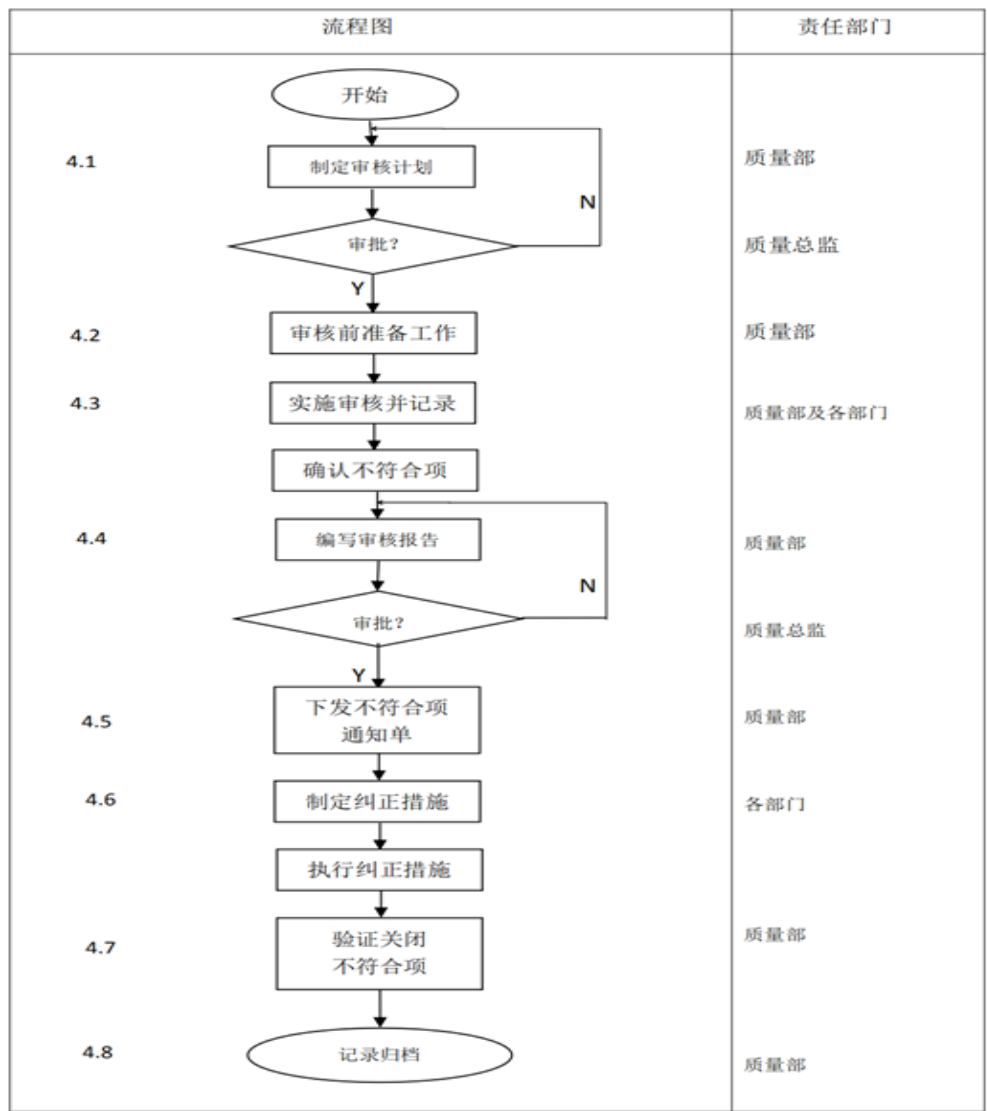 流程图 责任部门
开始
4.1 制定审核计划 质量部
N
审批? 质量总监
Y
4.2 审核前准备工作 质量部
4.3 实施审核并记录 质量部及各部门
确认不符合项
4.4 编写审核报告 质量部
N
审批? 质量总监
Y
4.5 下发不符合项 质量部
通知单
4.6 制定纠正措施 各部门
执行纠正措施
4.7 验证关闭 质量部
不符合项
4.8 记录归档 质量部